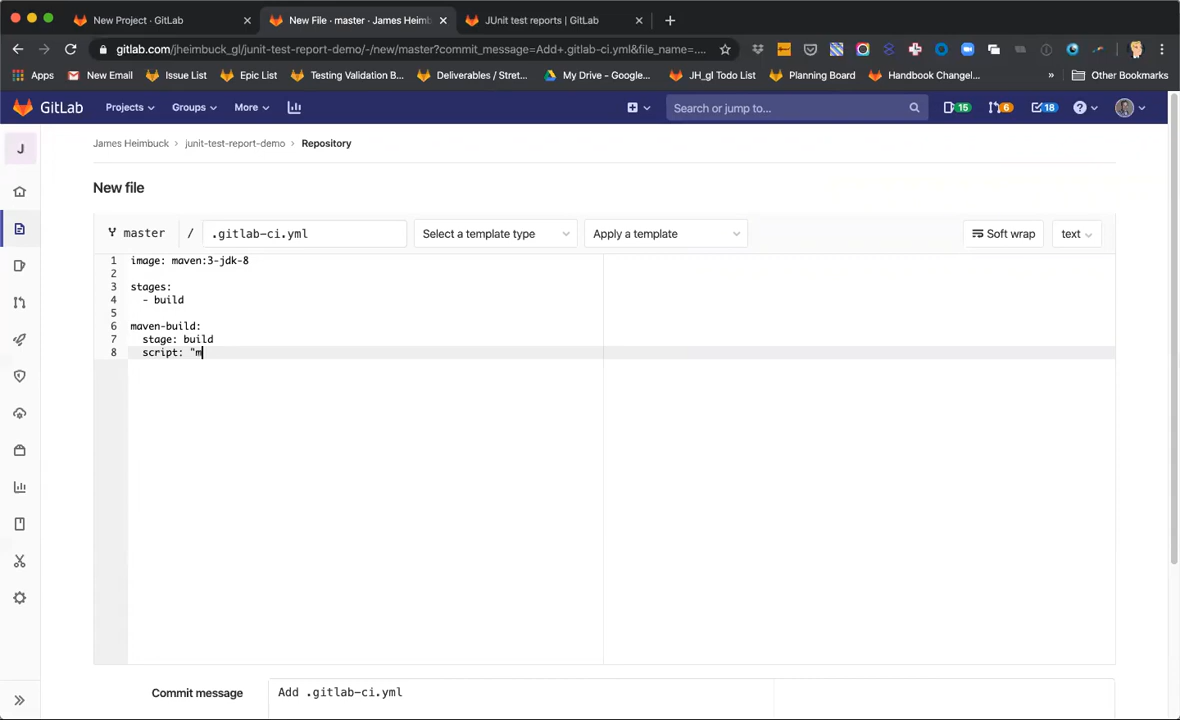 New Project · GitLab
New File · master · James Heimb
JUnit test reports | GitLab
gitlab.com/jheimbuck_gl/junit-test-report-demo/-/new/master?commit_message=Add+.gitlab-ci.yml&file_name=....
Apps New Email Issue List Epic List Testing Validation B... Deliverables / Stret... My Drive – Google... JH_gl Todo List Planning Board Handbook Changel... » Other Bookmarks
GitLab Projects Groups More Search or jump to... 15 6 18
J James Heimbuck > junit-test-report-demo > Repository
New file
master / .gitlab-ci.yml Select a template type Apply a template Soft wrap text
1 image: maven:3-jdk-8
2
3 stages:
4 - build
5
6 maven-build:
7 stage: build
8 script: "m
Commit message Add .gitlab-ci.yml